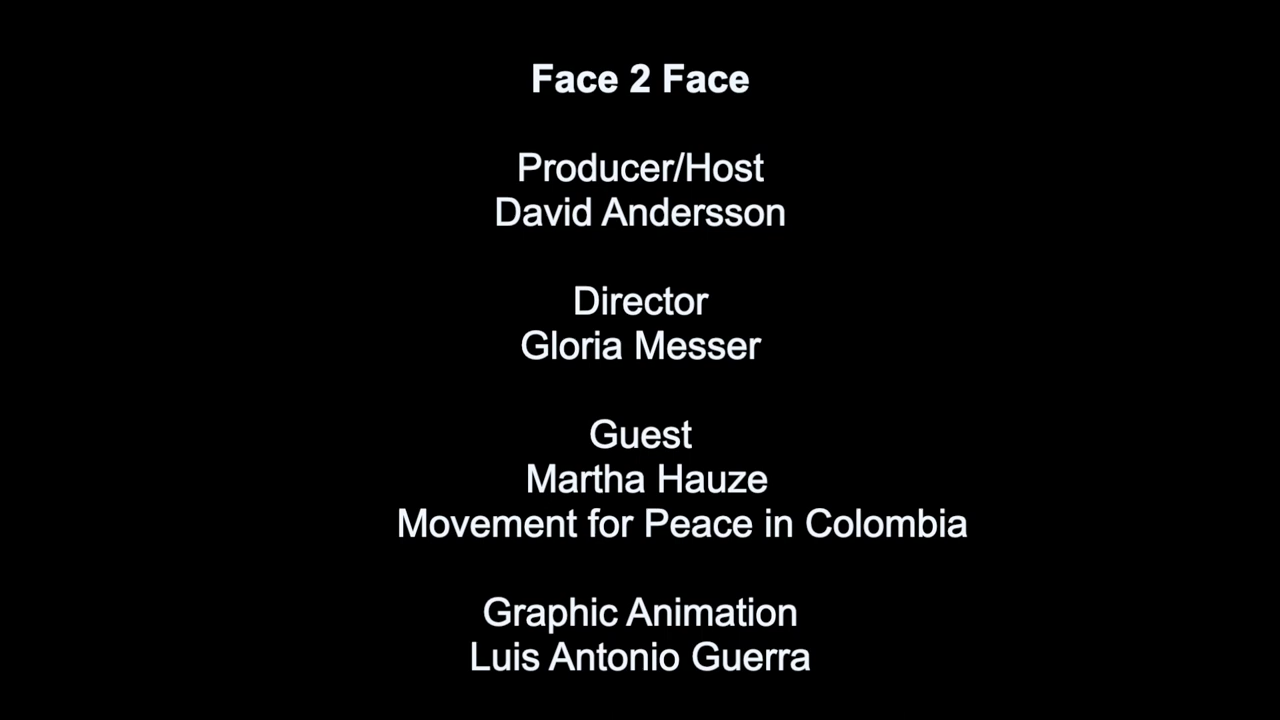 Face 2 Face
Producer/Host
David Andersson
Director
Gloria Messer
Guest
Martha Hauze
Movement for Peace in Colombia
Graphic Animation
Luis Antonio Guerra